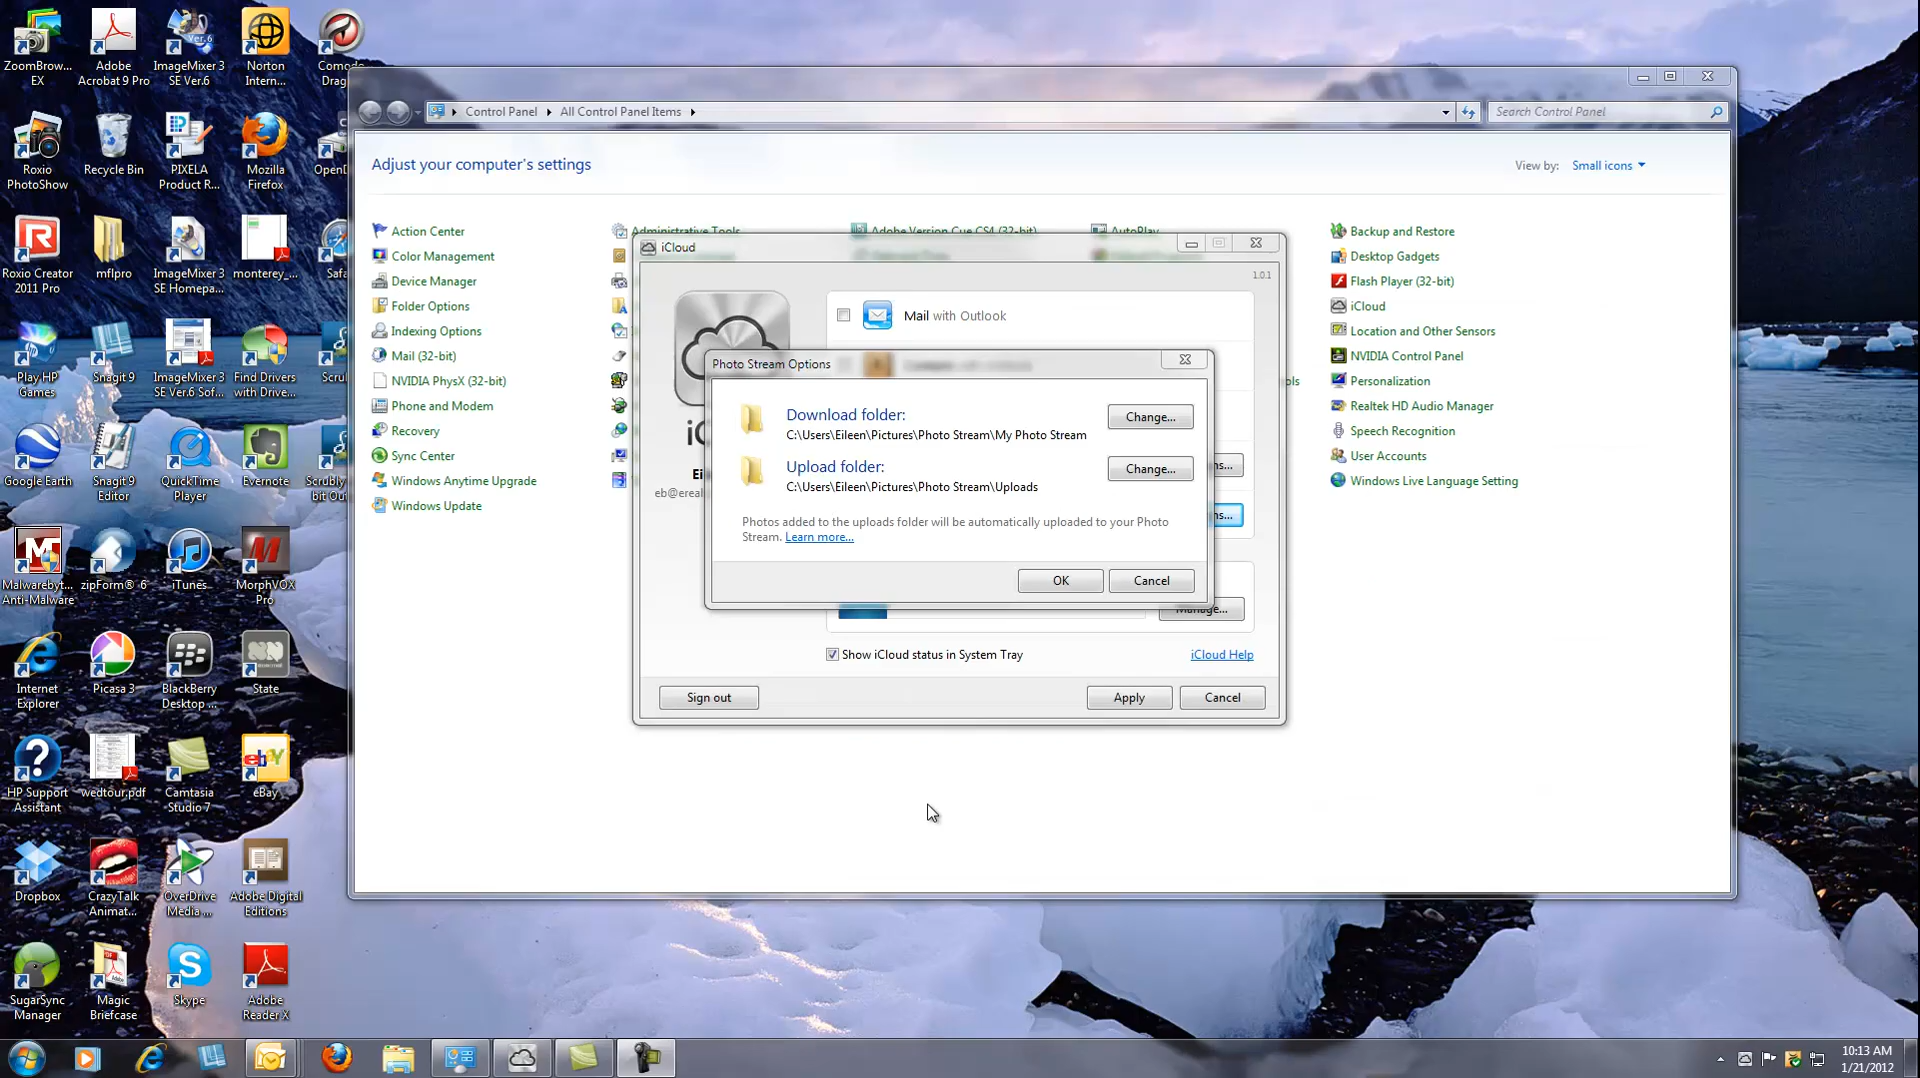 ZoomBrow...
EX
Adobe
Acrobat 9 Pro
ImageMixer 3
SE Ver.6
Norton
Intern...
Roxio
PhotoShow
Recycle Bin
PIXELA
Product R...
Mozilla
Firefox
Roxio Creator
2011 Pro
mflpro
ImageMixer 3
SE Homepa...
monterey_...
Play HP
Games
Snagit 9
ImageMixer 3
SE Ver.6 Sof...
Find Drivers
with Drive...
Google Earth
Snagit 9
Editor
QuickTime
Player
Evernote
Malwarebyt...
Anti-Malware
zipForm® 6
iTunes
MorphVOX
Pro
Internet
Explorer
Picasa 3
BlackBerry
Desktop ...
State
HP Support
Assistant
wedtour.pdf
Camtasia
Studio 7
eBay
Dropbox
CrazyTalk
Animat...
OverDrive
Media ...
Adobe Digital
Editions
SugarSync
Manager
Magic
Briefcase
Skype
Adobe
Reader X
Control Panel
All Control Panel Items
Search Control Panel
Adjust your computer's settings
View by:
Small icons
Action Center
Color Management
Device Manager
Folder Options
Indexing Options
Mail (32-bit)
NVIDIA PhysX (32-bit)
Phone and Modem
Recovery
Sync Center
Windows Anytime Upgrade
Windows Update
Administrative Tools
Adobe Version Cue CS4 (32-bit)
AutoPlay
Backup and Restore
Desktop Gadgets
Flash Player (32-bit)
iCloud
Location and Other Sensors
NVIDIA Control Panel
Personalization
Realtek HD Audio Manager
Speech Recognition
User Accounts
Windows Live Language Setting
iCloud
1.0.1
Mail with Outlook
Photo Stream Options
Download folder:
C:\Users\Eileen\Pictures\Photo Stream\My Photo Stream
Change...
Upload folder:
C:\Users\Eileen\Pictures\Photo Stream\Uploads
Change...
Photos added to the uploads folder will be automatically uploaded to your Photo
Stream. Learn more...
OK
Cancel
Manage...
Show iCloud status in System Tray
iCloud Help
Sign out
Apply
Cancel
10:13 AM
1/21/2012